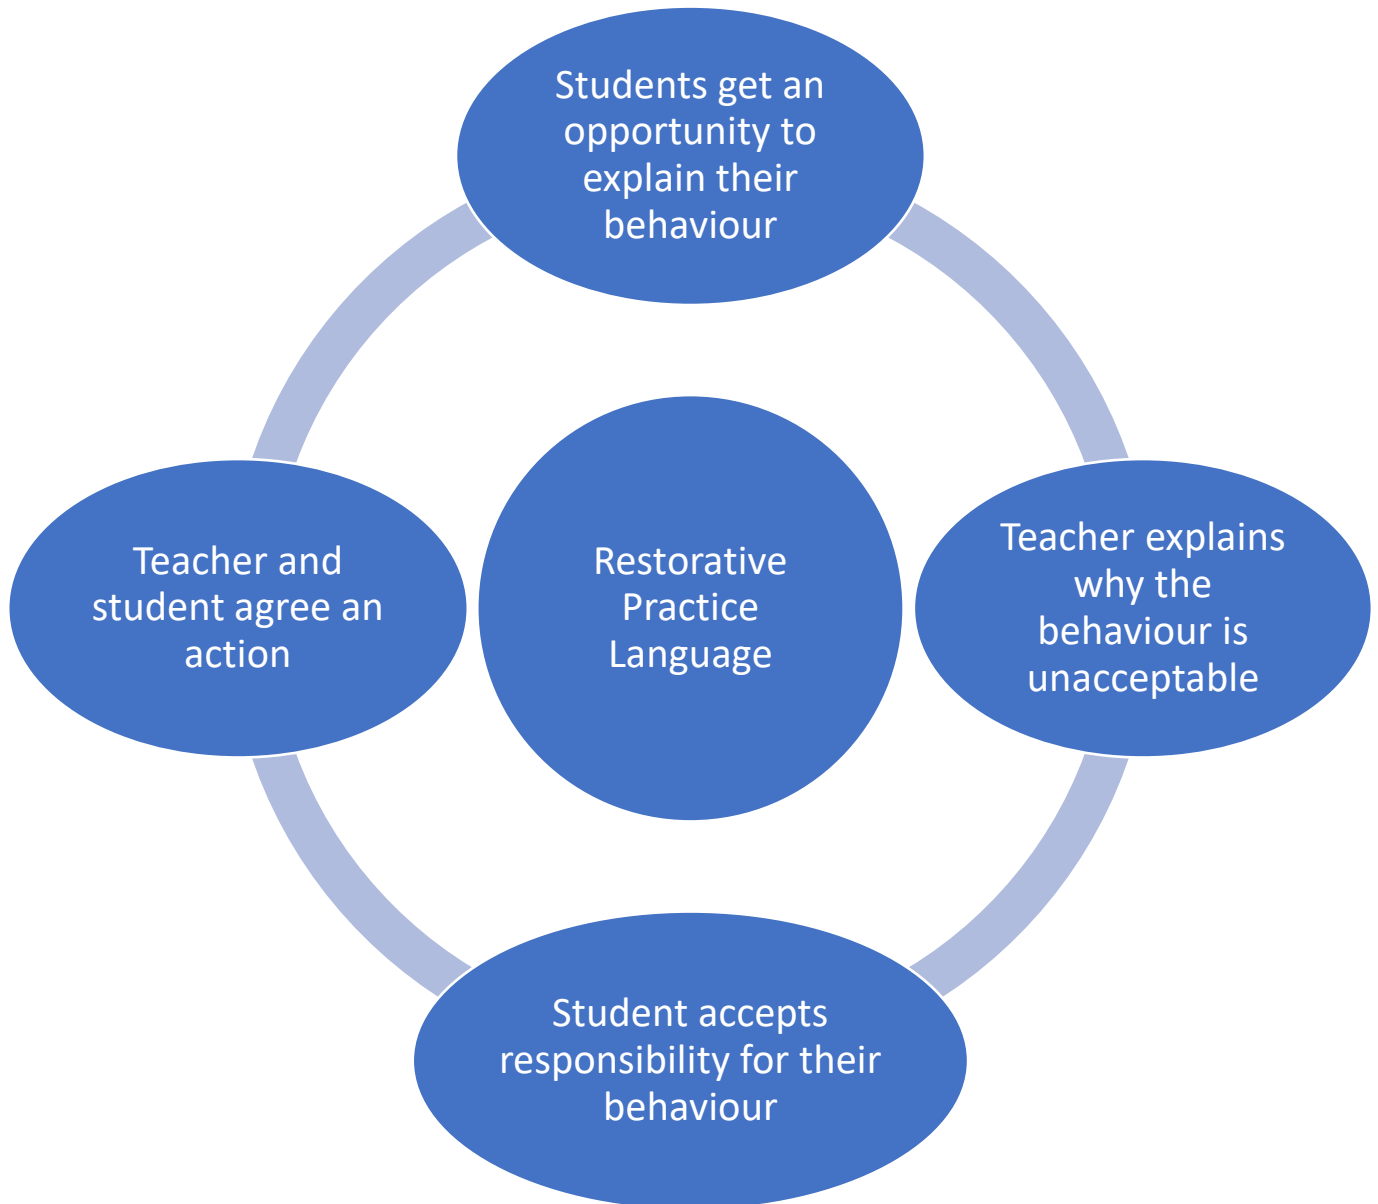 Students get an
opportunity to
explain their
behaviour
Teacher and
student agree an
action
Restorative
Practice
Language
Teacher explains
why the
behaviour is
unacceptable
Student accepts
responsibility for their
behaviour